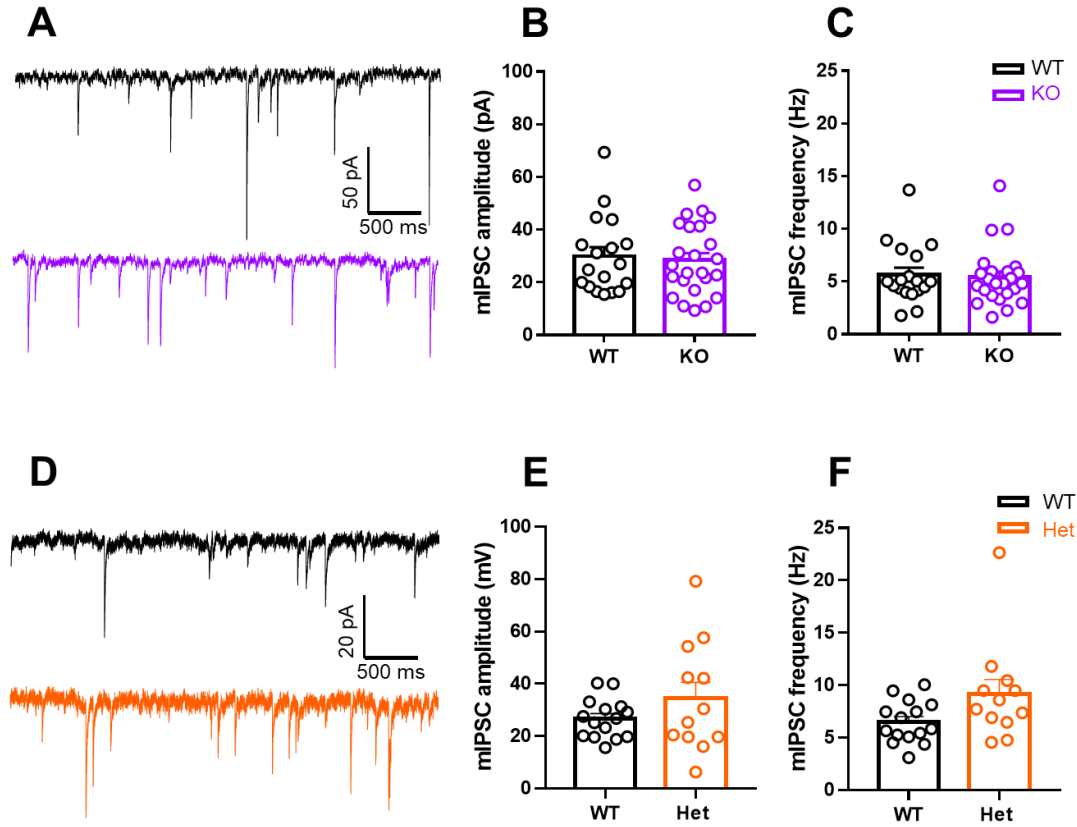 A
50 pA
500 ms
B
mIPSC amplitude (pA)
100
80
60
40
20
0
WT
KO
C
mIPSC frequency (Hz)
25
20
15
10
5
0
WT
KO
WT
KO
D
20 pA
500 ms
E
mIPSC amplitude (mV)
100
80
60
40
20
0
WT
Het
F
mIPSC frequency (Hz)
25
20
15
10
5
0
WT
Het
WT
Het